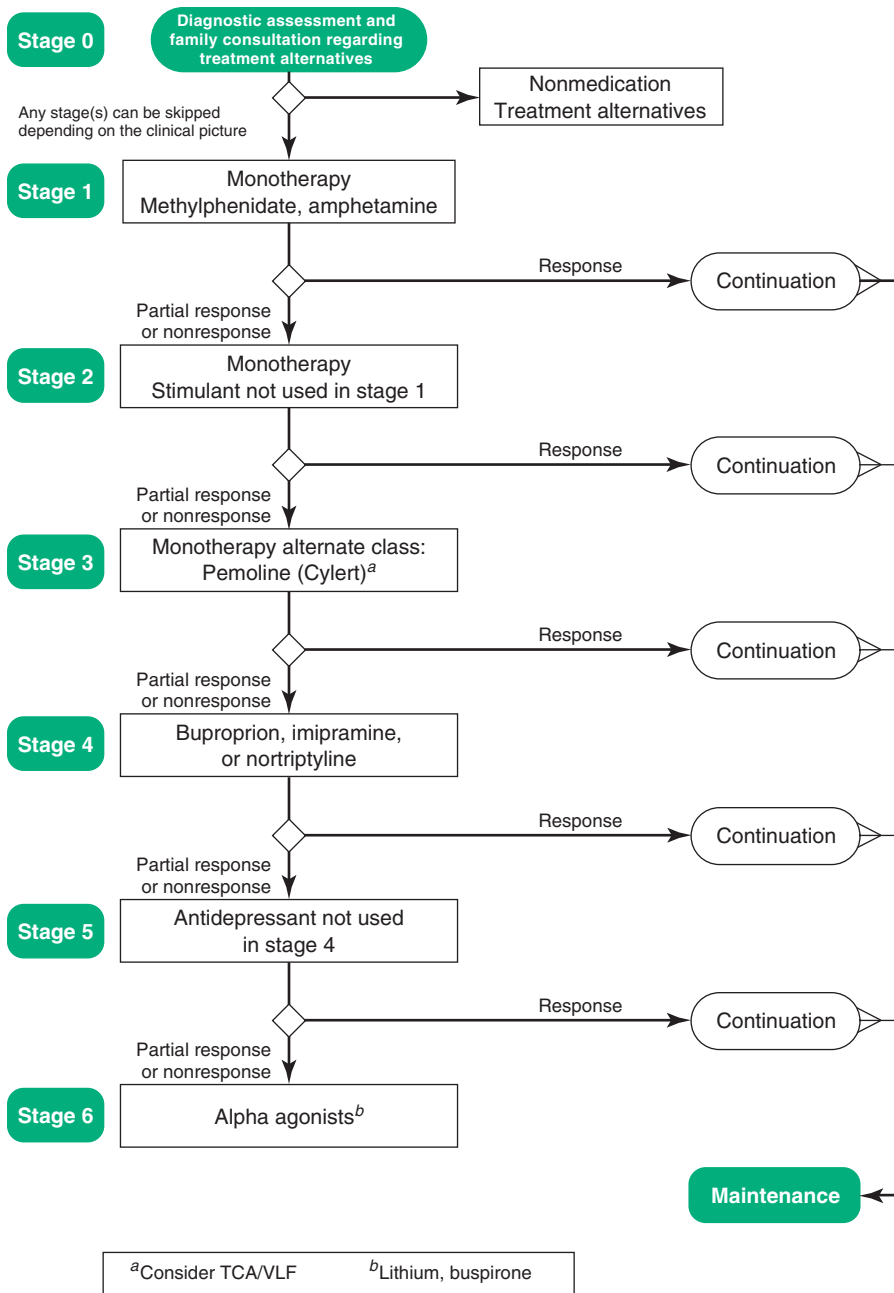 Stage 0
Diagnostic assessment and
family consultation regarding
treatment alternatives
Nonmedication
Treatment alternatives
Any stage(s) can be skipped
depending on the clinical picture
Stage 1
Monotherapy
Methylphenidate, amphetamine
Response
Continuation
Partial response
or nonresponse
Stage 2
Monotherapy
Stimulant not used in stage 1
Response
Continuation
Partial response
or nonresponse
Stage 3
Monotherapy alternate class:
Pemoline (Cylert)a
Response
Continuation
Partial response
or nonresponse
Stage 4
Buproprion, imipramine,
or nortriptyline
Response
Continuation
Partial response
or nonresponse
Stage 5
Antidepressant not used
in stage 4
Response
Continuation
Partial response
or nonresponse
Stage 6
Alpha agonistsb
Maintenance
aConsider TCA/VLF bLithium, buspirone